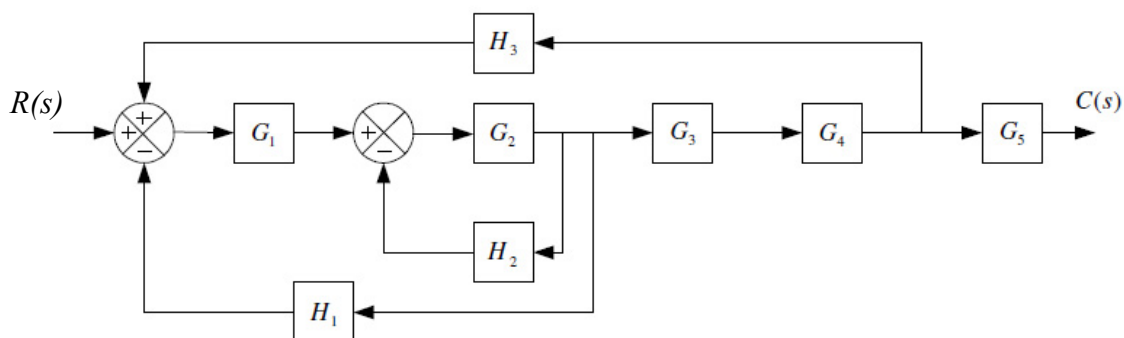 H3
R(s)
C(s)
+
+
−
G1
+
−
G2
G3
G4
G5
H2
H1